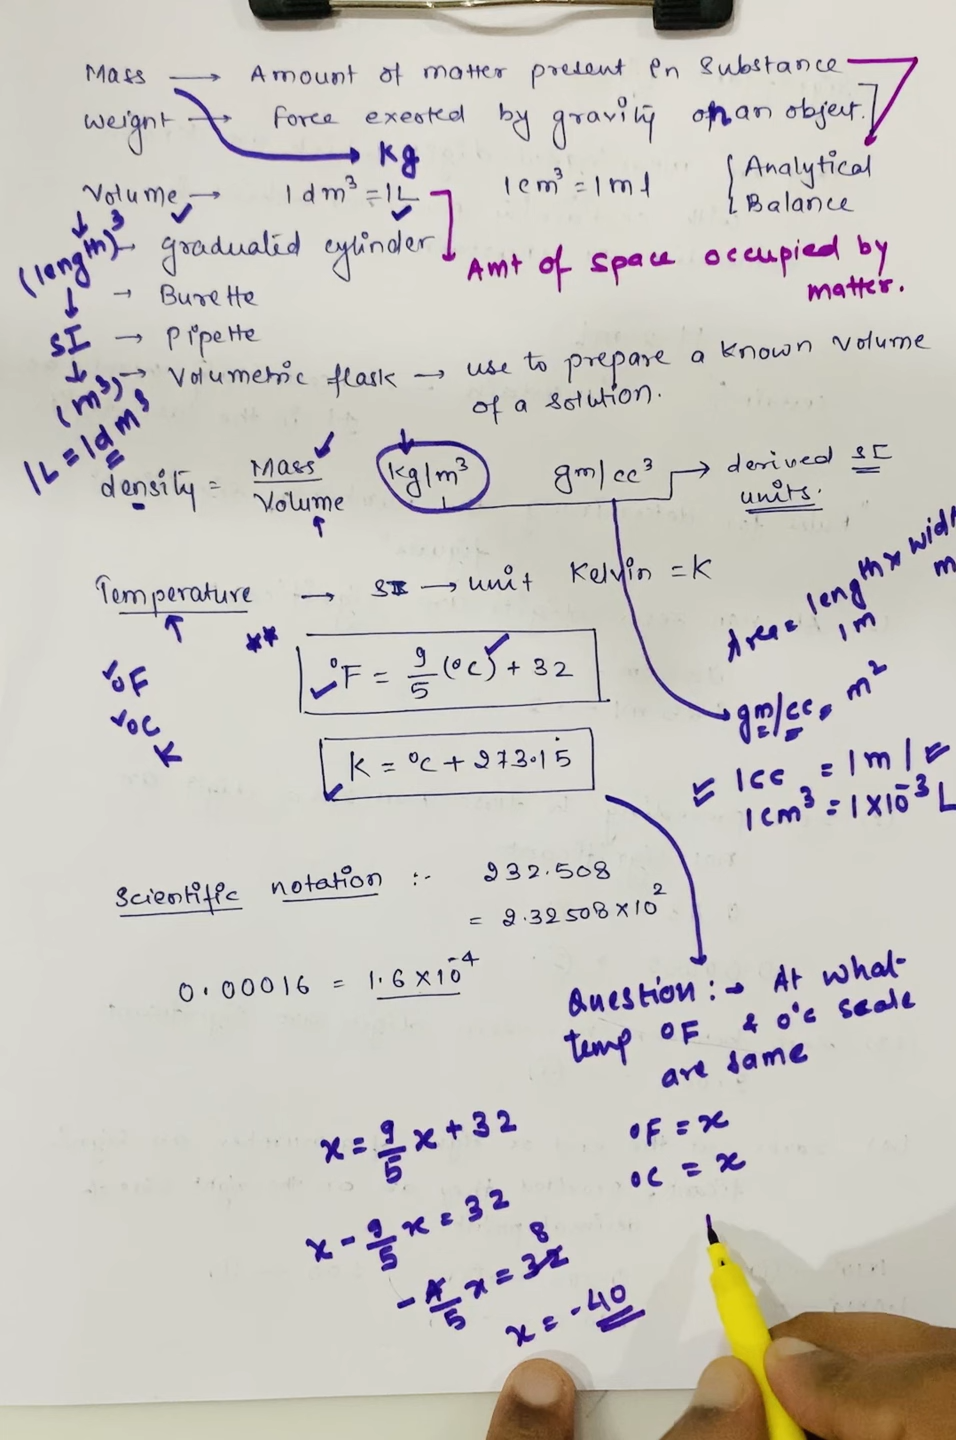 Mass → Amount of matter present in substance
weight → force exerted by gravity on an object.
Kg
Analytical
Balance
Volume → 1 dm³ = 1L
1 cm³ = 1 ml
(length)³
→ graduated cylinder
Amt of space occupied by
matter.
→ Burette
SI
→ Pipette
(m³)
→ Volumetric flask → use to prepare a known volume
of a solution.
1L = 1dm³
density = Mass / Volume
kg/m³
gm/cc³
→ derived SI
units.
Temperature → SI → unit Kelvin = K
Area = length x width
1m
m
m²
°F
°C
K
**
°F = 9/5 (°C) + 32
gm/cc
K = °C + 273.15
1cc = 1ml
1cm³ = 1 x 10⁻³ L
Scientific notation :- 232.508
= 2.32508 x 10²
0.00016 = 1.6 x 10⁻⁴
Question :→ At what
temp °F & 0°c scale
are same
°F = x
°C = x
x = 9/5 x + 32
x - 9/5 x = 32
- 4/5 x = 32
8
x = -40